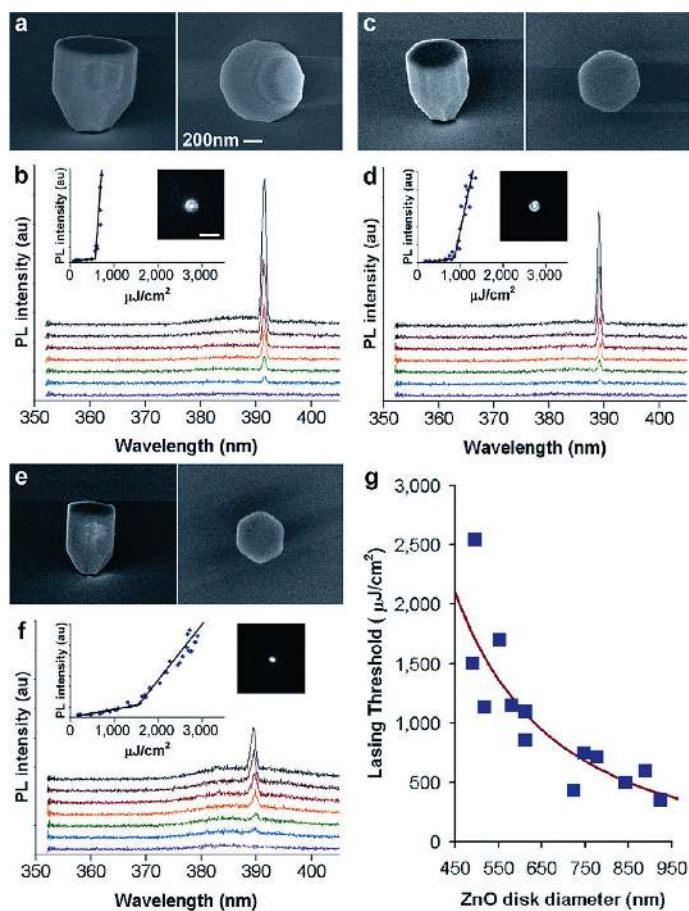 a
c
200nm
b
PL intensity (au)
0 1,000 2,000 3,000
μJ/cm²
PL intensity (au)
350 360 370 380 390 400
Wavelength (nm)
d
PL intensity (au)
0 1,000 2,000 3,000
μJ/cm²
PL intensity (au)
350 360 370 380 390 400
Wavelength (nm)
e
f
PL intensity (au)
0 1,000 2,000 3,000
μJ/cm²
PL intensity (au)
350 360 370 380 390 400
Wavelength (nm)
g
3,000
2,500
2,000
1,500
1,000
500
0
Lasing Threshold ( μJ/cm²)
450 550 650 750 850 950
ZnO disk diameter (nm)